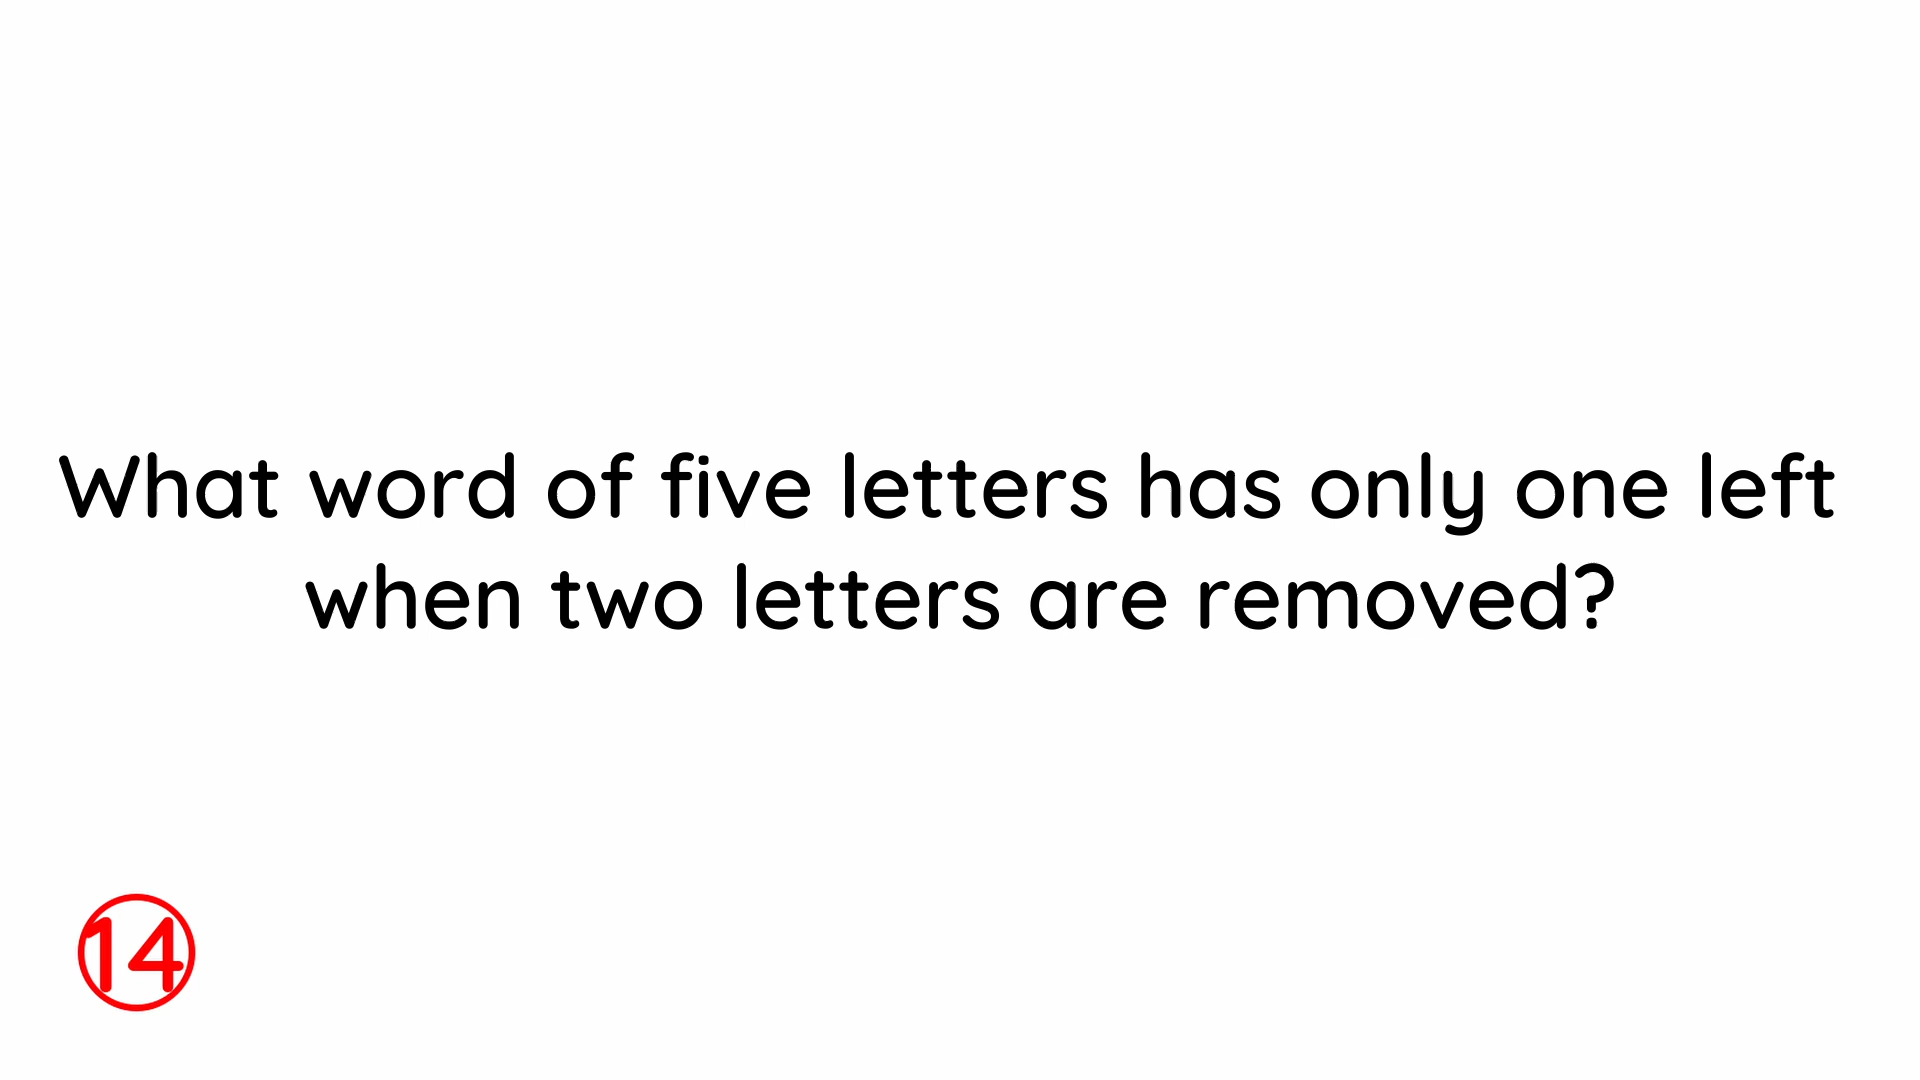 What word of five letters has only one left
when two letters are removed?
14